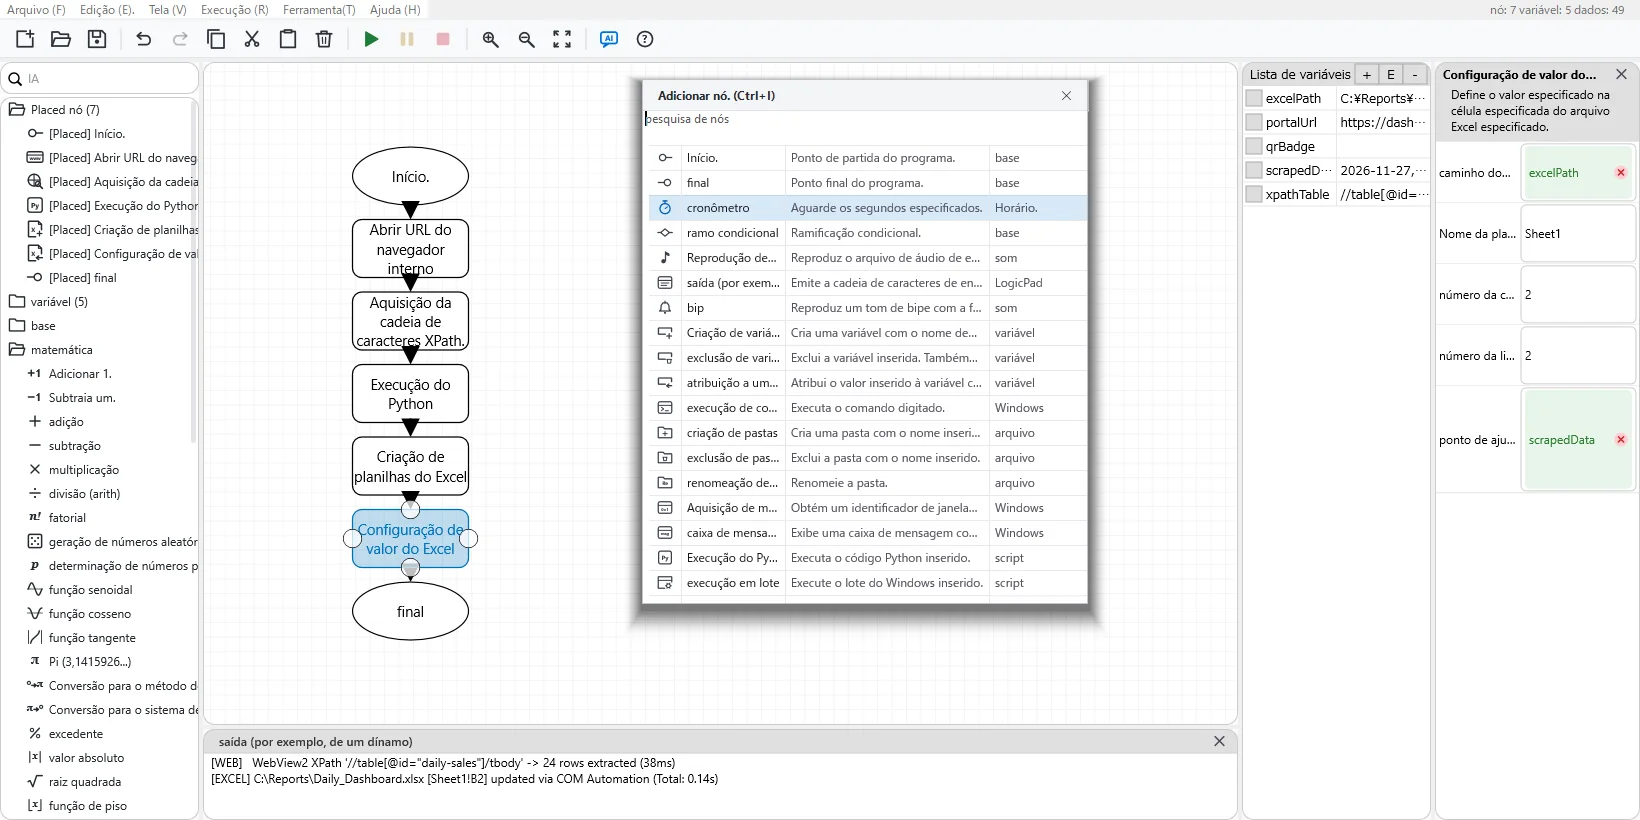 Arquivo (F) Edição (E). Tela (V) Execução (R) Ferramenta(T) Ajuda (H)
nó: 7 variável: 5 dados: 49
AI
IA
Placed nó (7)
[Placed] Início.
[Placed] Abrir URL do naveg
[Placed] Aquisição da cadeia
[Placed] Execução do Python
[Placed] Criação de planilhas
[Placed] Configuração de va
[Placed] final
variável (5)
base
matemática
+1 Adicionar 1.
−1 Subtraia um.
adição
subtração
multiplicação
divisão (arith)
n! fatorial
geração de números aleatór
p determinação de números p
função senoidal
função cosseno
função tangente
π Pi (3,1415926...)
Conversão para o método d
Conversão para o sistema de
% excedente
|x| valor absoluto
raiz quadrada
função de piso
Início.
Abrir URL do
navegador
interno
Aquisição da
cadeia de
caracteres XPath.
Execução do
Python
Criação de
planilhas do Excel
Configuração de
valor do Excel
final
Adicionar nó. (Ctrl+I)
pesquisa de nós
Início. Ponto de partida do programa. base
final Ponto final do programa. base
cronômetro Aguarde os segundos especificados. Horário.
ramo condicional Ramificação condicional. base
Reprodução de... Reproduz o arquivo de áudio de e... som
saída (por exem... Emite a cadeia de caracteres de en... LogicPad
bip Reproduz um tom de bipe com a f... som
Criação de variá... Cria uma variável com o nome de... variável
exclusão de vari... Exclui a variável inserida. Também... variável
atribuição a um... Atribui o valor inserido à variável c... variável
execução de co... Executa o comando digitado. Windows
criação de pastas Cria uma pasta com o nome inseri... arquivo
exclusão de pas... Exclui a pasta com o nome inserido. arquivo
renomeação de... Renomeie a pasta. arquivo
Aquisição de m... Obtém um identificador de janela... Windows
caixa de mensa... Exibe uma caixa de mensagem co... Windows
Execução do Py... Executa o código Python inserido. script
execução em lote Execute o lote do Windows inserido. script
saída (por exemplo, de um dínamo)
[WEB] WebView2 XPath '//table[@id="daily-sales"]/tbody' -> 24 rows extracted (38ms)
[EXCEL] C:\Reports\Daily_Dashboard.xlsx [Sheet1!B2] updated via COM Automation (Total: 0.14s)
Lista de variáveis + E -
excelPath C:¥Reports¥···
portalUrl https://dash···
qrBadge
scrapedD··· 2026-11-27,···
xpathTable //table[@id=···
Configuração de valor do...
Define o valor especificado na
célula especificada do arquivo
Excel especificado.
caminho do... excelPath
Nome da pla... Sheet1
número da c... 2
número da li... 2
ponto de aju... scrapedData